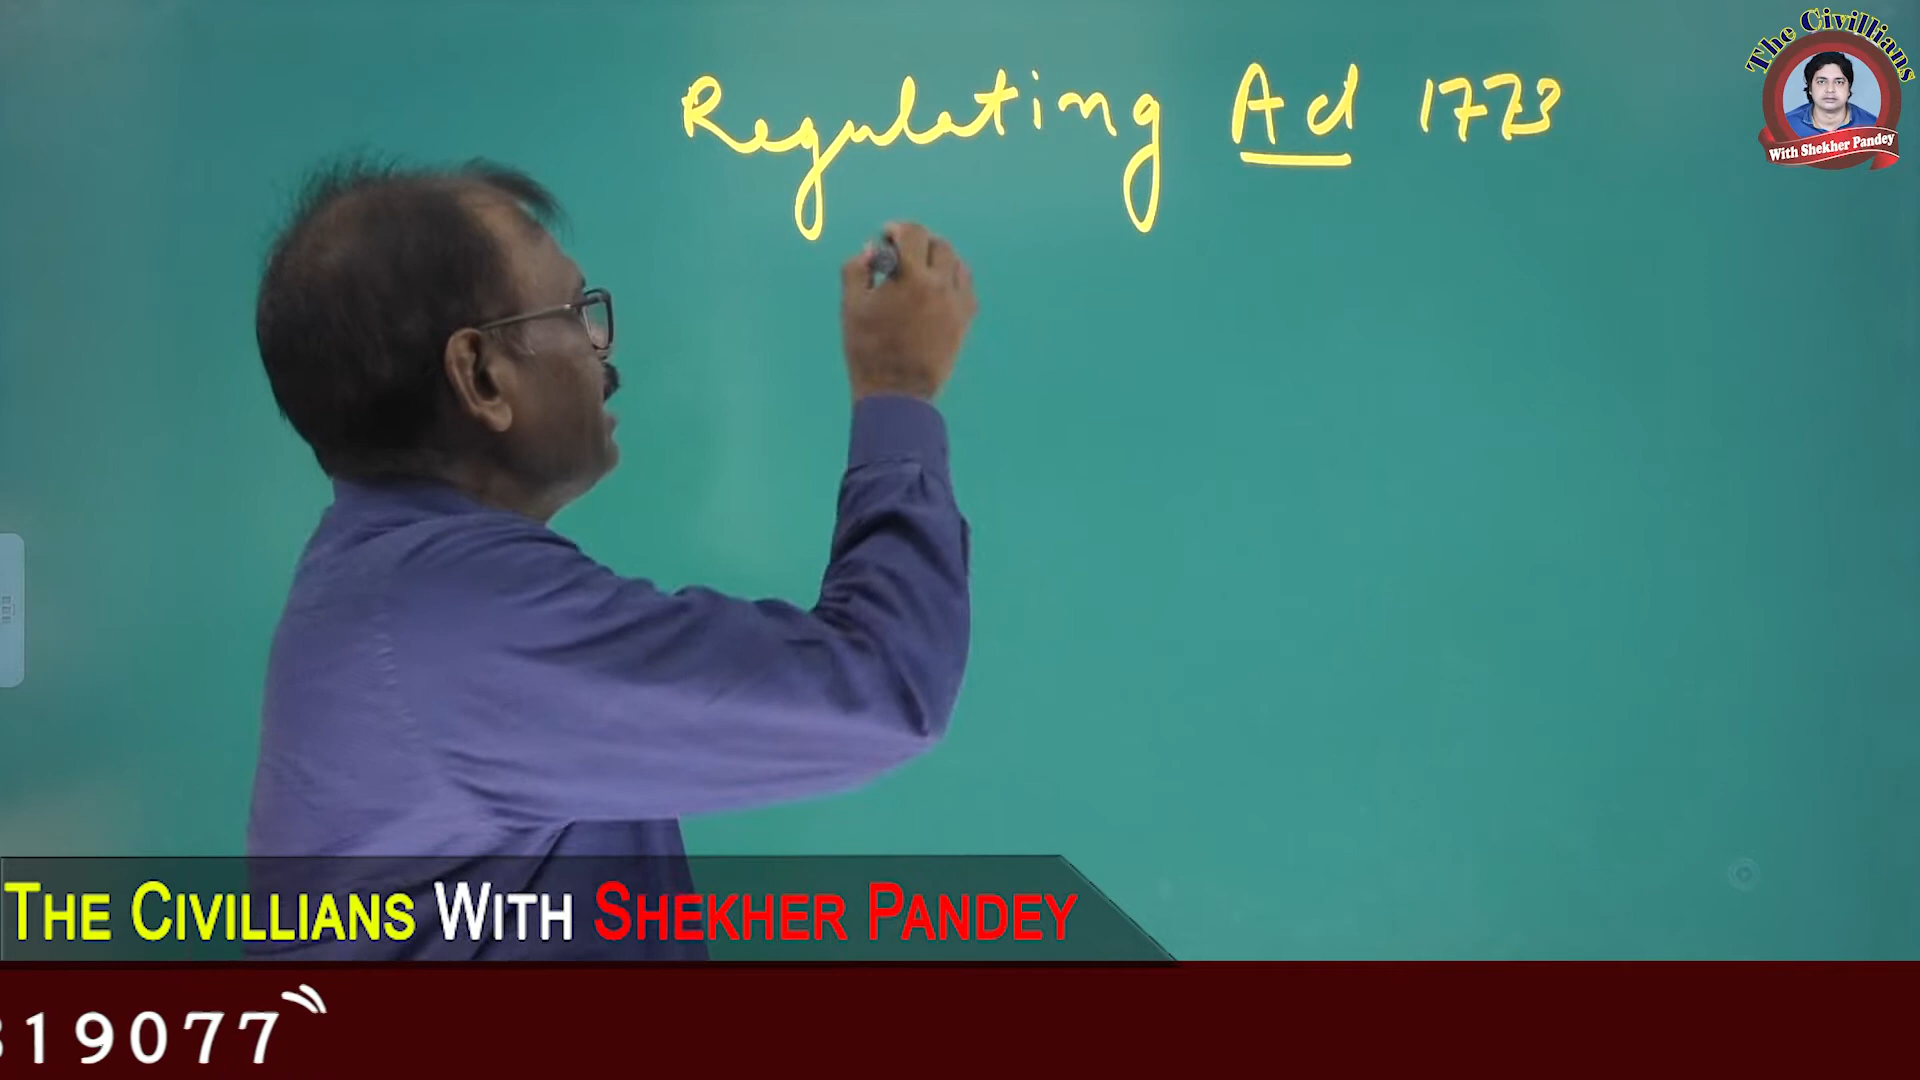 Regulating Act 1773
The Civillians
With Shekher Pandey
THE CIVILLIANS WITH SHEKHER PANDEY
19077